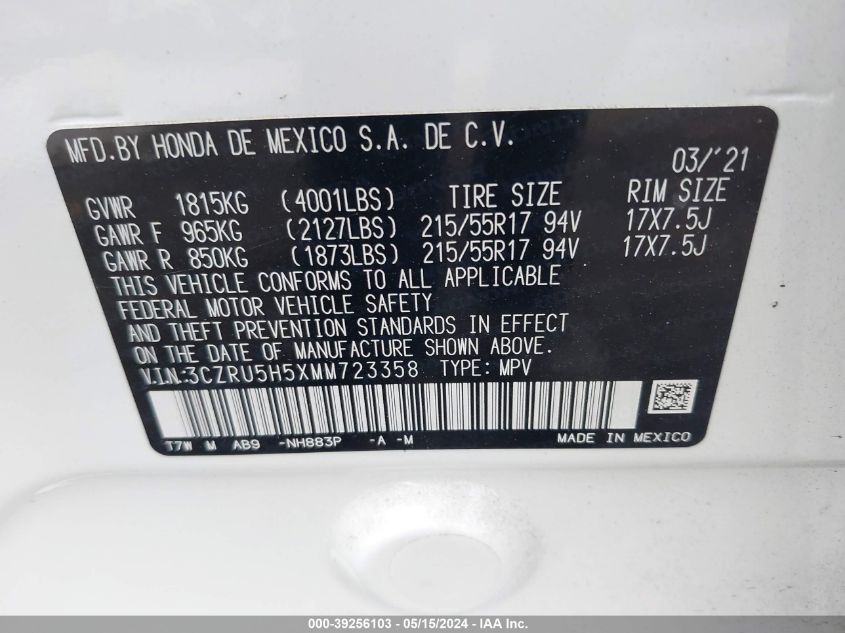 MFD.BY HONDA DE MEXICO S.A. DE C.V.
03/'21
GVWR 1815KG (4001LBS) TIRE SIZE RIM SIZE
GAWR F 965KG (2127LBS) 215/55R17 94V 17X7.5J
GAWR R 850KG (1873LBS) 215/55R17 94V 17X7.5J
THIS VEHICLE CONFORMS TO ALL APPLICABLE
FEDERAL MOTOR VEHICLE SAFETY
AND THEFT PREVENTION STANDARDS IN EFFECT
ON THE DATE OF MANUFACTURE SHOWN ABOVE.
V.I.N:3CZRU5H5XMM723358 TYPE: MPV
T7W M AB9 -NH883P -A -M MADE IN MEXICO
000-39256103 - 05/15/2024 - IAA Inc.